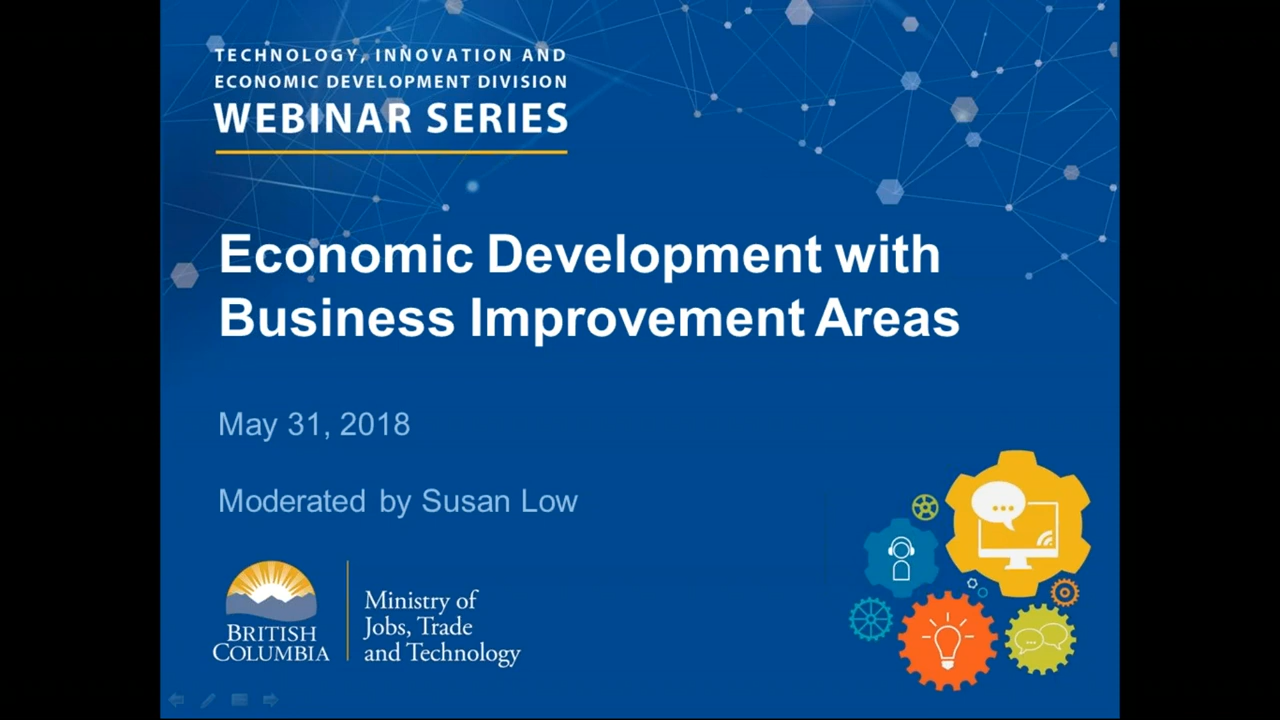 TECHNOLOGY, INNOVATION AND
ECONOMIC DEVELOPMENT DIVISION
WEBINAR SERIES
Economic Development with
Business Improvement Areas
May 31, 2018
Moderated by Susan Low
BRITISH
COLUMBIA
Ministry of
Jobs, Trade
and Technology